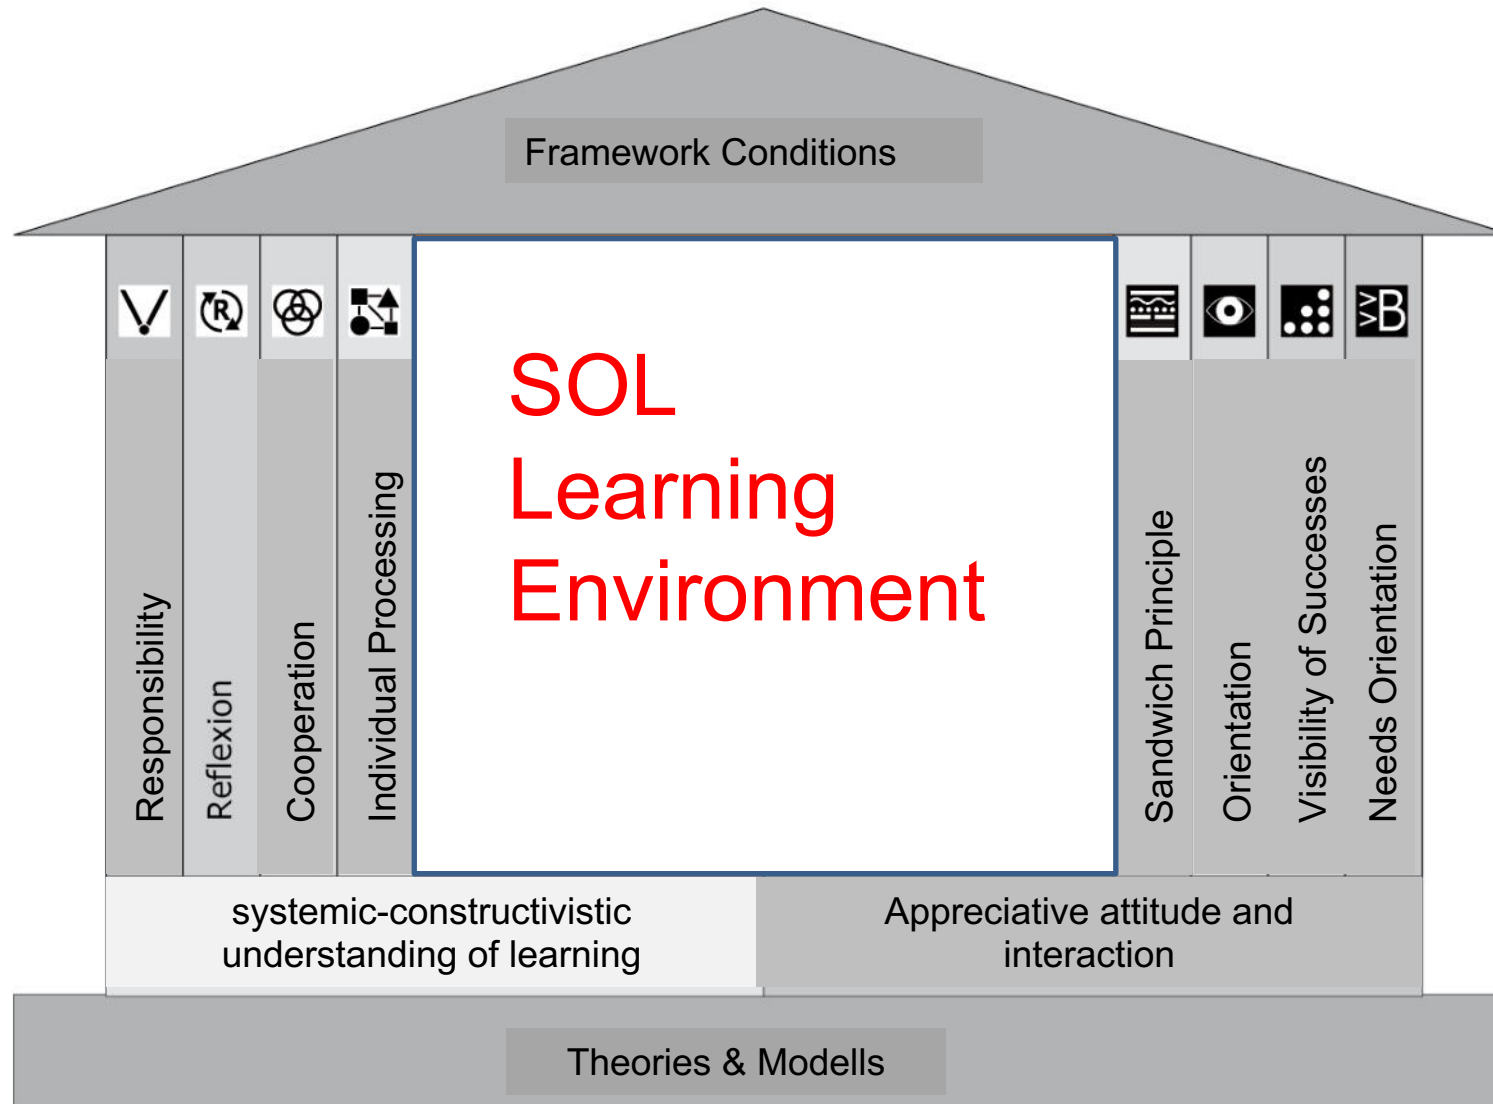 Framework Conditions
R
B
SOL
Learning
Environment
Responsibility
Reflexion
Cooperation
Individual Processing
Sandwich Principle
Orientation
Visibility of Successes
Needs Orientation
systemic-constructivistic
understanding of learning
Appreciative attitude and
interaction
Theories & Modells